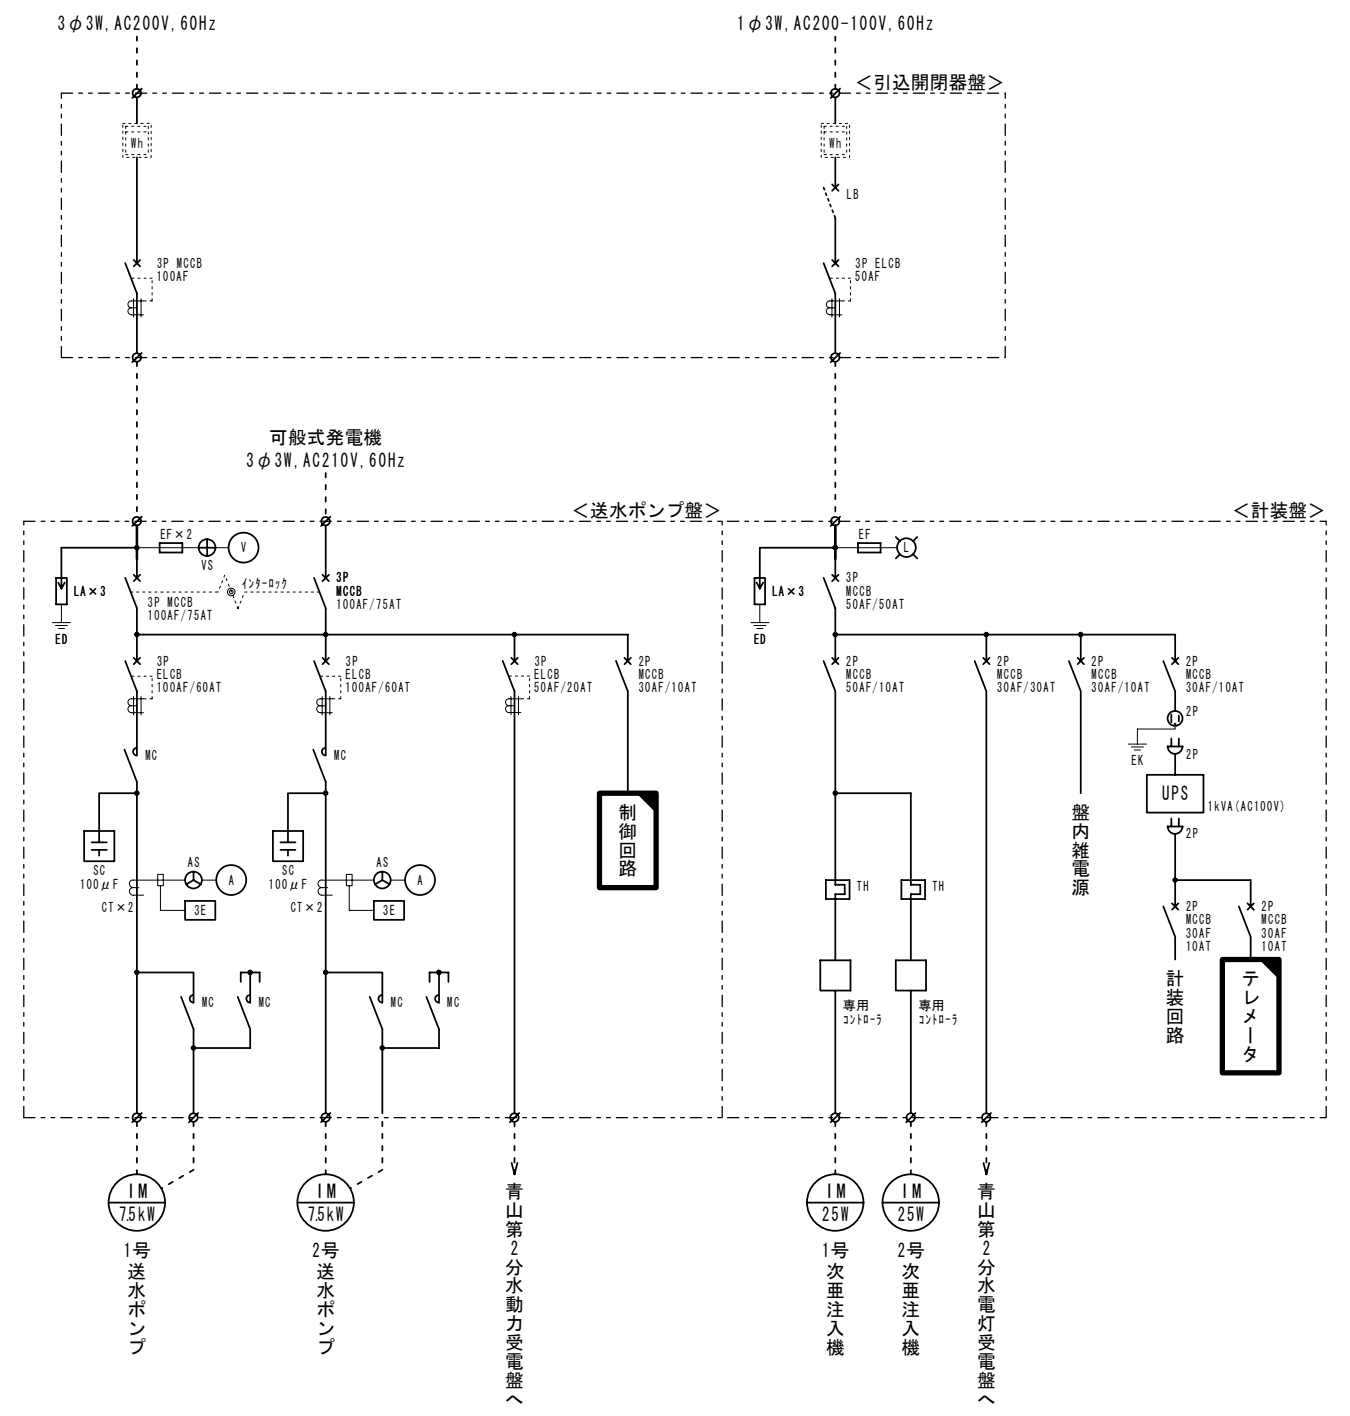 3φ3W,AC200V,60Hz
1φ3W,AC200-100V,60Hz
＜引込開閉器盤＞
Wh
Wh
LB
3P MCCB
100AF
3P ELCB
50AF
可般式発電機
3φ3W,AC210V,60Hz
＜送水ポンプ盤＞
＜計装盤＞
EF×2
VS
V
LA×3
ED
3P MCCB
100AF/75AT
インターロック
3P
MCCB
100AF/75AT
EF
L
LA×3
ED
3P
MCCB
50AF/50AT
3P
ELCB
100AF/60AT
3P
ELCB
100AF/60AT
3P
ELCB
50AF/20AT
2P
MCCB
30AF/10AT
2P
MCCB
50AF/10AT
2P
MCCB
30AF/30AT
2P
MCCB
30AF/10AT
2P
MCCB
30AF/10AT
2P
EK
2P
UPS
1kVA(AC100V)
2P
MC
MC
制御回路
盤内雑電源
SC
100μF
CT×2
AS
A
3E
SC
100μF
CT×2
AS
A
3E
TH
TH
2P
MCCB
30AF
10AT
2P
MCCB
30AF
10AT
MC
MC
MC
MC
専用
コントローラ
専用
コントローラ
計装回路
テレメータ
IM
7.5kW
IM
7.5kW
IM
25W
IM
25W
1号送水ポンプ
2号送水ポンプ
青山第2分水動力受電盤へ
1号次亜注入機
2号次亜注入機
青山第2分水電灯受電盤へ